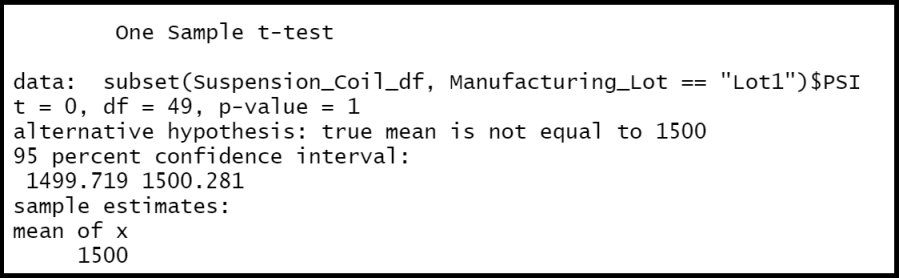 One Sample t-test
data:  subset(Suspension_Coil_df, Manufacturing_Lot == "Lot1")$PSI
t = 0, df = 49, p-value = 1
alternative hypothesis: true mean is not equal to 1500
95 percent confidence interval:
1499.719 1500.281
sample estimates:
mean of x
1500